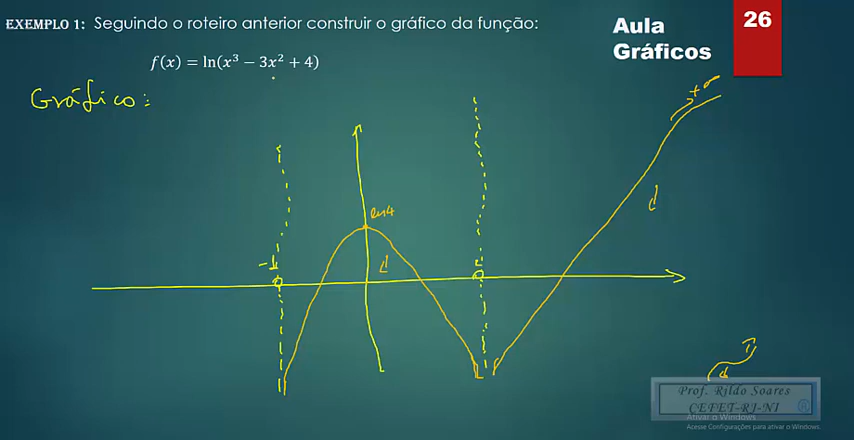 EXEMPLO 1: Seguindo o roteiro anterior construir o gráfico da função:
f(x) = ln(x³ − 3x² + 4)
Aula
Gráficos
26
Gráfico:
+∞
ln4
-1
2
Prof. Rildo Soares
CEFET-RJ-NI
Ativar o Windows
Acesse Configurações para ativar o Windows.